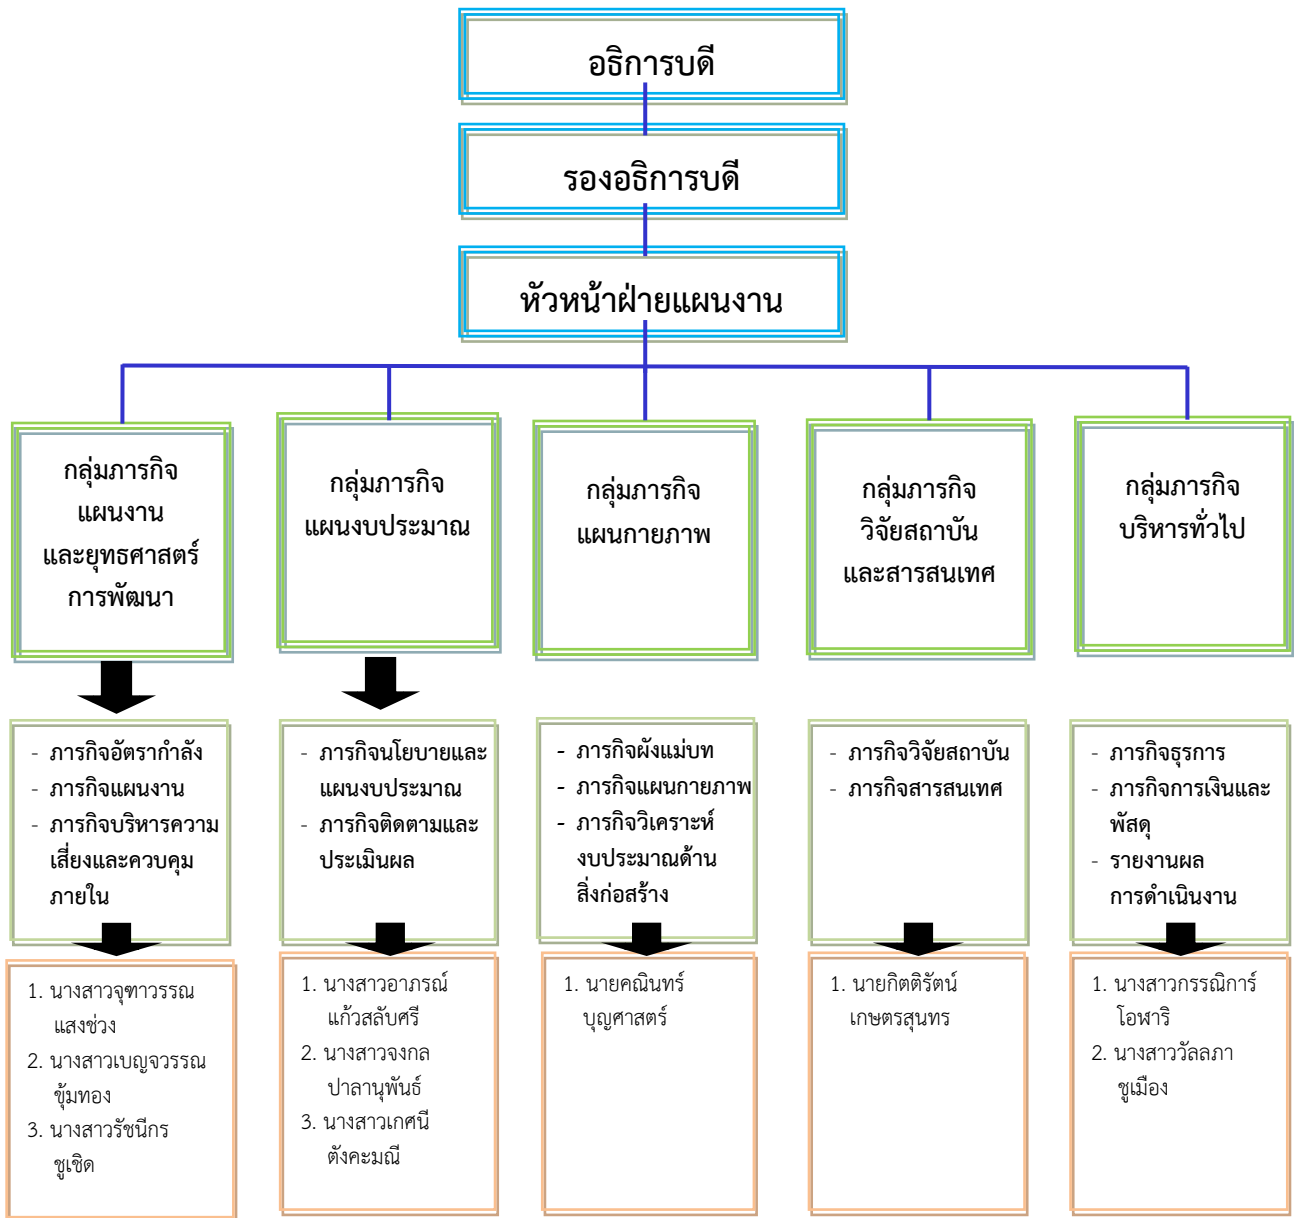 อธิการบดี
รองอธิการบดี
หัวหน้าฝ่ายแผนงาน
กลุ่มภารกิจ
แผนงาน
และยุทธศาสตร์
การพัฒนา
กลุ่มภารกิจ
แผนงบประมาณ
กลุ่มภารกิจ
แผนกายภาพ
กลุ่มภารกิจ
วิจัยสถาบัน
และสารสนเทศ
กลุ่มภารกิจ
บริหารทั่วไป
- ภารกิจอัตรากำลัง
- ภารกิจแผนงาน
- ภารกิจบริหารความ
เสี่ยงและควบคุม
ภายใน
- ภารกิจนโยบายและ
แผนงบประมาณ
- ภารกิจติดตามและ
ประเมินผล
- ภารกิจผังแม่บท
- ภารกิจแผนกายภาพ
- ภารกิจวิเคราะห์
งบประมาณด้าน
สิ่งก่อสร้าง
- ภารกิจวิจัยสถาบัน
- ภารกิจสารสนเทศ
- ภารกิจธุรการ
- ภารกิจการเงินและ
พัสดุ
- รายงานผล
การดำเนินงาน
1. นางสาวจุฑาวรรณ
แสงช่วง
2. นางสาวเบญจวรรณ
ขุ้มทอง
3. นางสาวรัชนีกร
ชูเชิด
1. นางสาวอาภรณ์
แก้วสลับศรี
2. นางสาวจงกล
ปาลานุพันธ์
3. นางสาวเกศนี
ตังคะมณี
1. นายคณินทร์
บุญศาสตร์
1. นายกิตติรัตน์
เกษตรสุนทร
1. นางสาวกรรณิการ์
โอฬาริ
2. นางสาววัลลภา
ชูเมือง